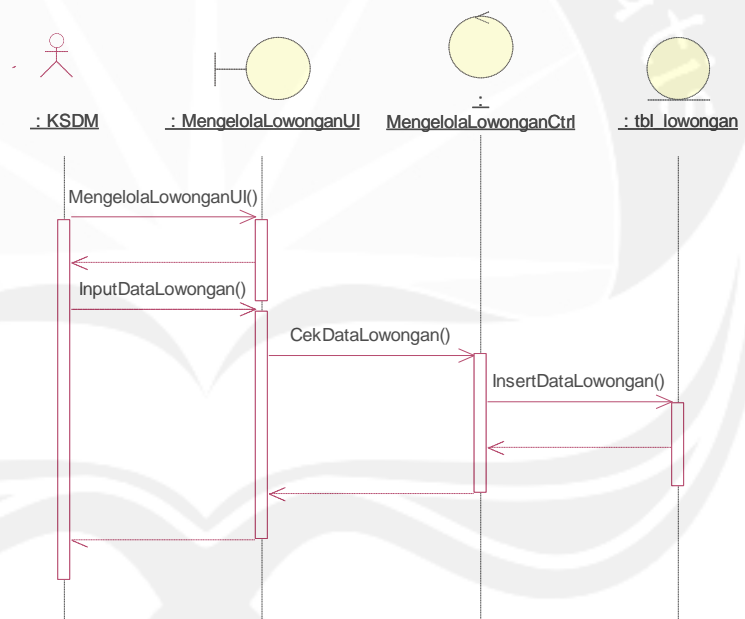 : KSDM
: MengelolaLowonganUI
:
MengelolaLowonganCtrl
: tbl_lowongan
MengelolaLowonganUI()
InputDataLowongan()
CekDataLowongan()
InsertDataLowongan()